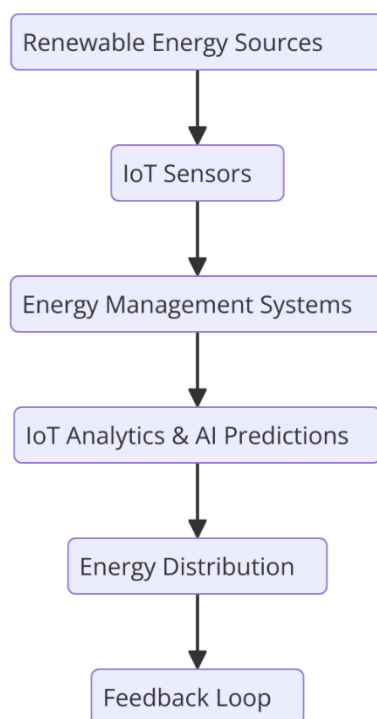 Renewable Energy Sources
IoT Sensors
Energy Management Systems
IoT Analytics & AI Predictions
Energy Distribution
Feedback Loop